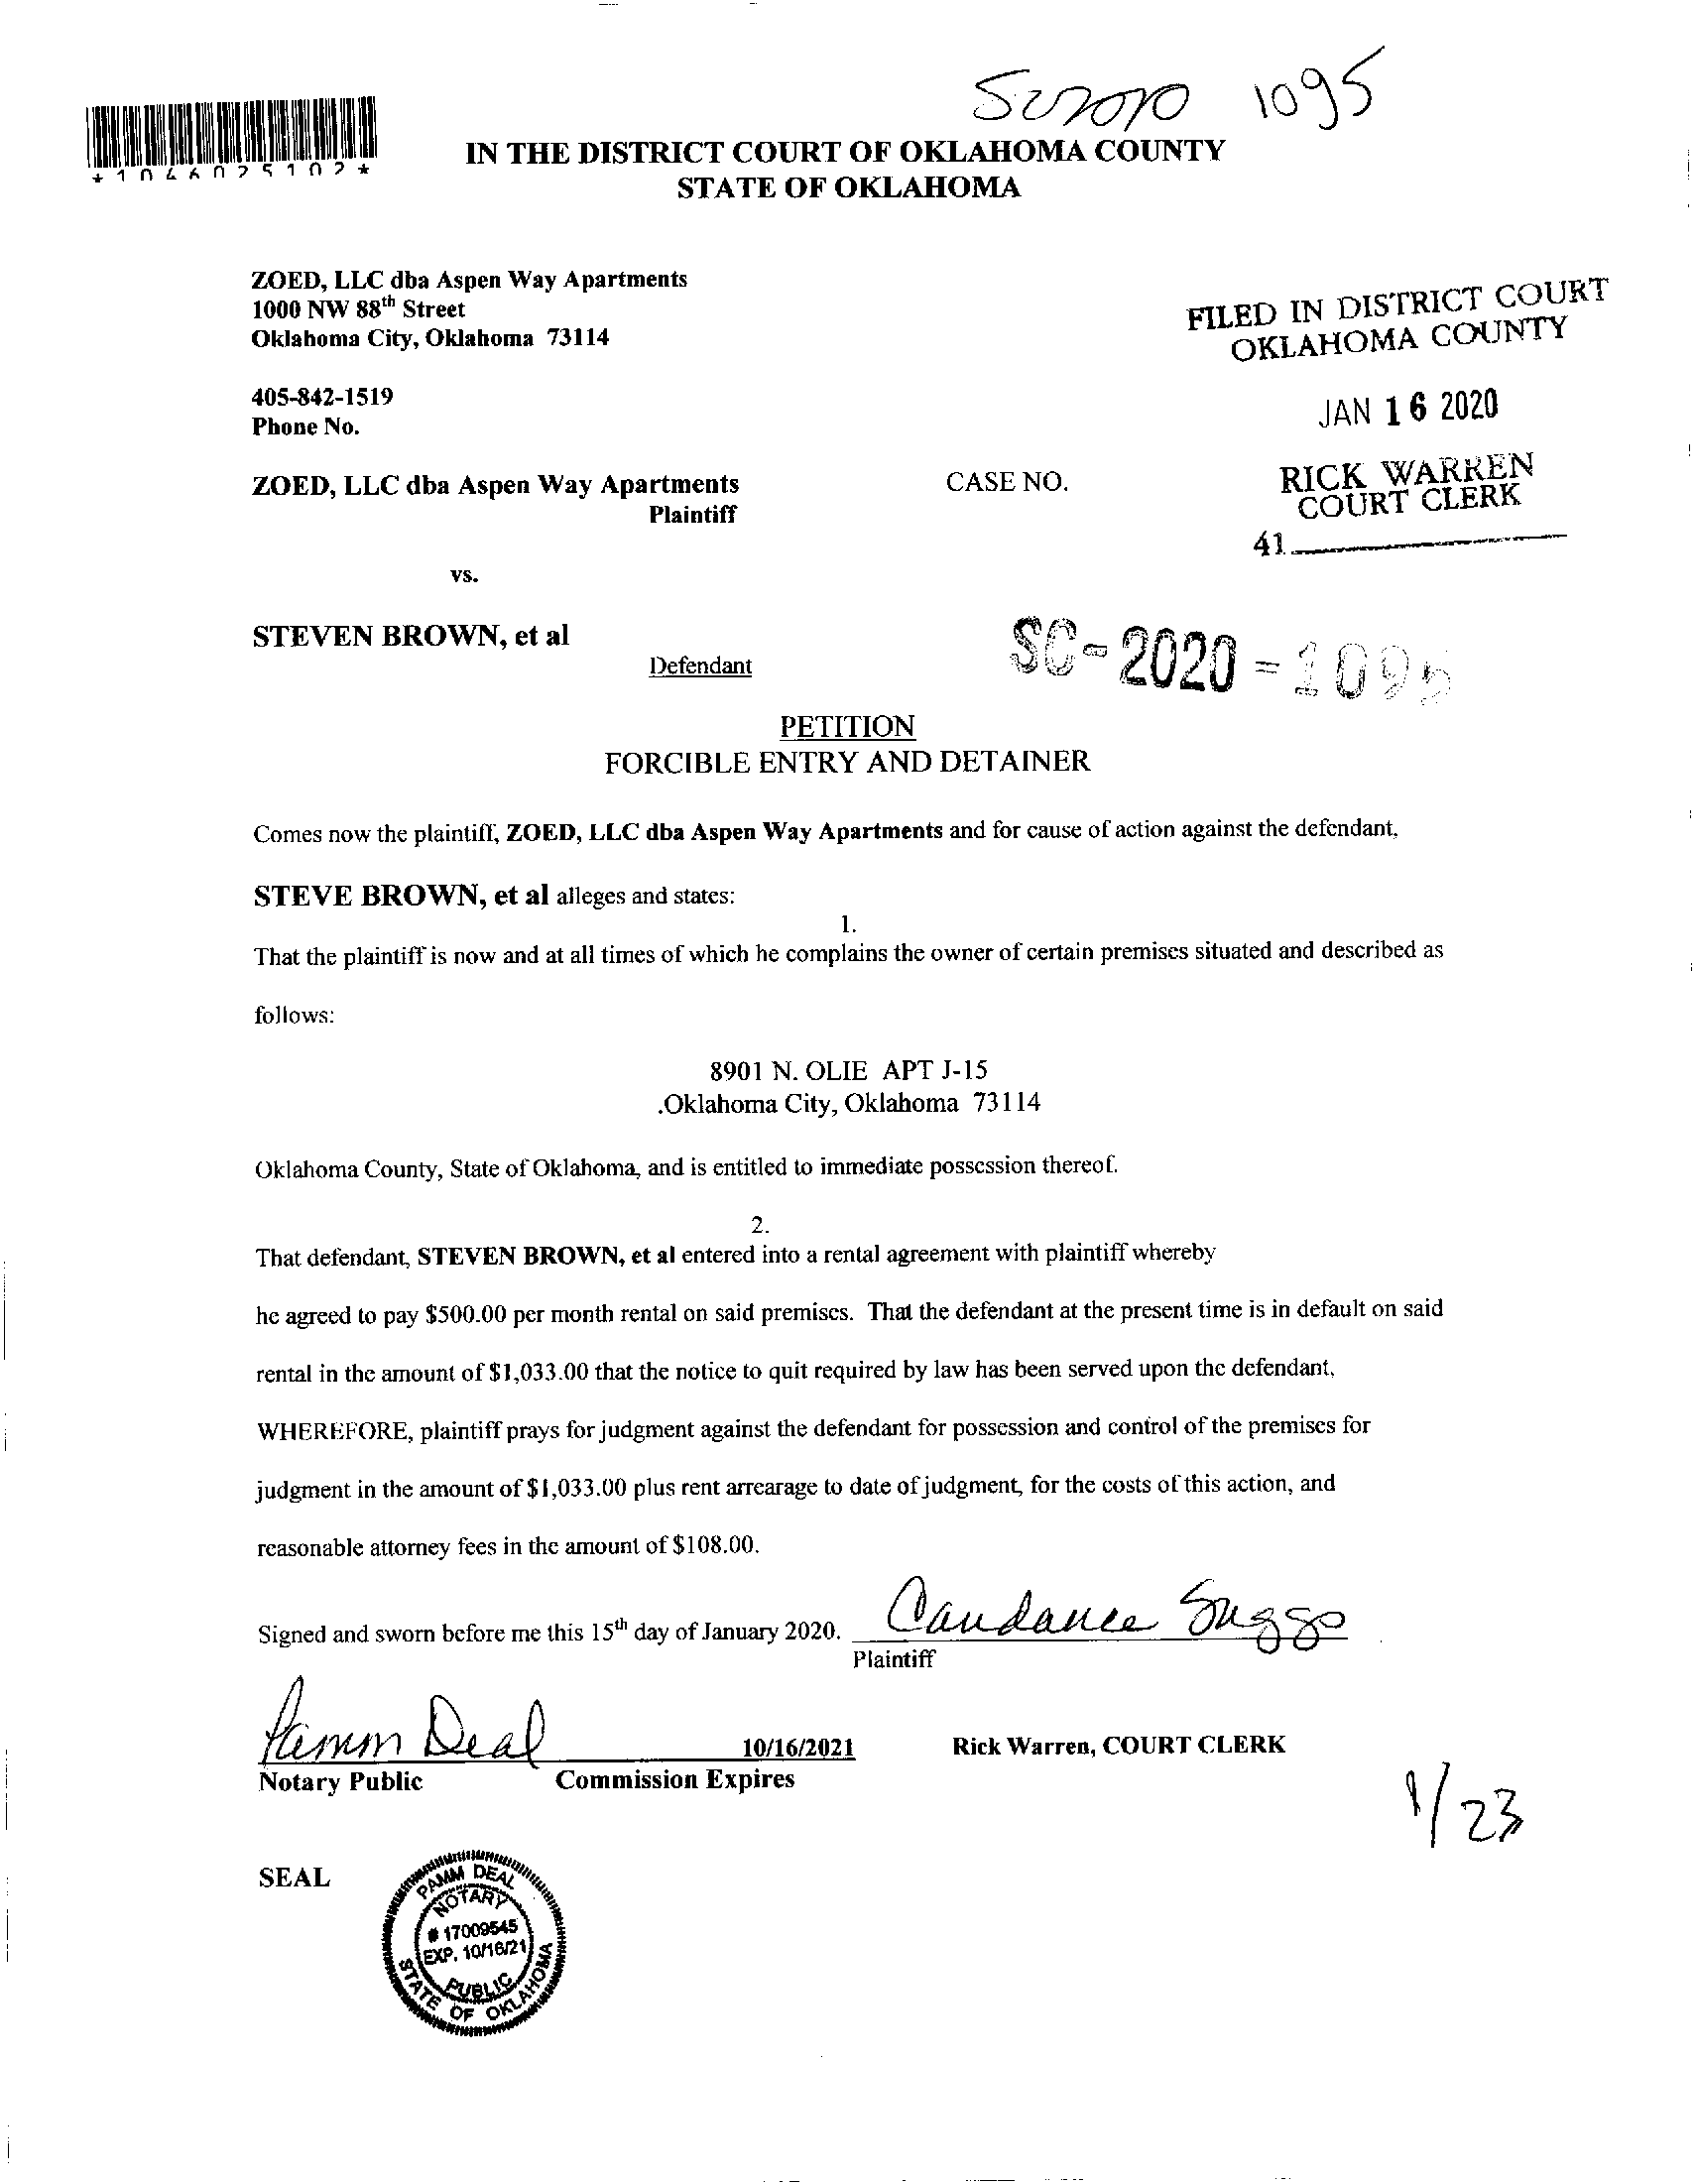 1095
*1046025102*
IN THE DISTRICT COURT OF OKLAHOMA COUNTY
STATE OF OKLAHOMA
ZOED, LLC dba Aspen Way Apartments
1000 NW 88th Street
Oklahoma City, Oklahoma 73114
FILED IN DISTRICT COURT
OKLAHOMA COUNTY
405-842-1519
Phone No.
JAN 16 2020
ZOED, LLC dba Aspen Way Apartments
Plaintiff
CASE NO.
RICK WARREN
COURT CLERK
41
vs.
STEVEN BROWN, et al
Defendant
SC-2020-1095
PETITION
FORCIBLE ENTRY AND DETAINER
Comes now the plaintiff, ZOED, LLC dba Aspen Way Apartments and for cause of action against the defendant,
STEVE BROWN, et al alleges and states:
1.
That the plaintiff is now and at all times of which he complains the owner of certain premises situated and described as
follows:
8901 N. OLIE APT J-15
.Oklahoma City, Oklahoma 73114
Oklahoma County, State of Oklahoma, and is entitled to immediate possession thereof.
2.
That defendant, STEVEN BROWN, et al entered into a rental agreement with plaintiff whereby
he agreed to pay $500.00 per month rental on said premises. That the defendant at the present time is in default on said
rental in the amount of $1,033.00 that the notice to quit required by law has been served upon the defendant,
WHEREFORE, plaintiff prays for judgment against the defendant for possession and control of the premises for
judgment in the amount of $1,033.00 plus rent arrearage to date of judgment, for the costs of this action, and
reasonable attorney fees in the amount of $108.00.
Signed and sworn before me this 15th day of January 2020.
Candance Suggs
Plaintiff
Pamm Deal
10/16/2021
Rick Warren, COURT CLERK
Notary Public
Commission Expires
1/23
SEAL
PAMM DEAL
NOTARY
# 17009545
EXP. 10/16/21
PUBLIC
STATE OF OKLAHOMA